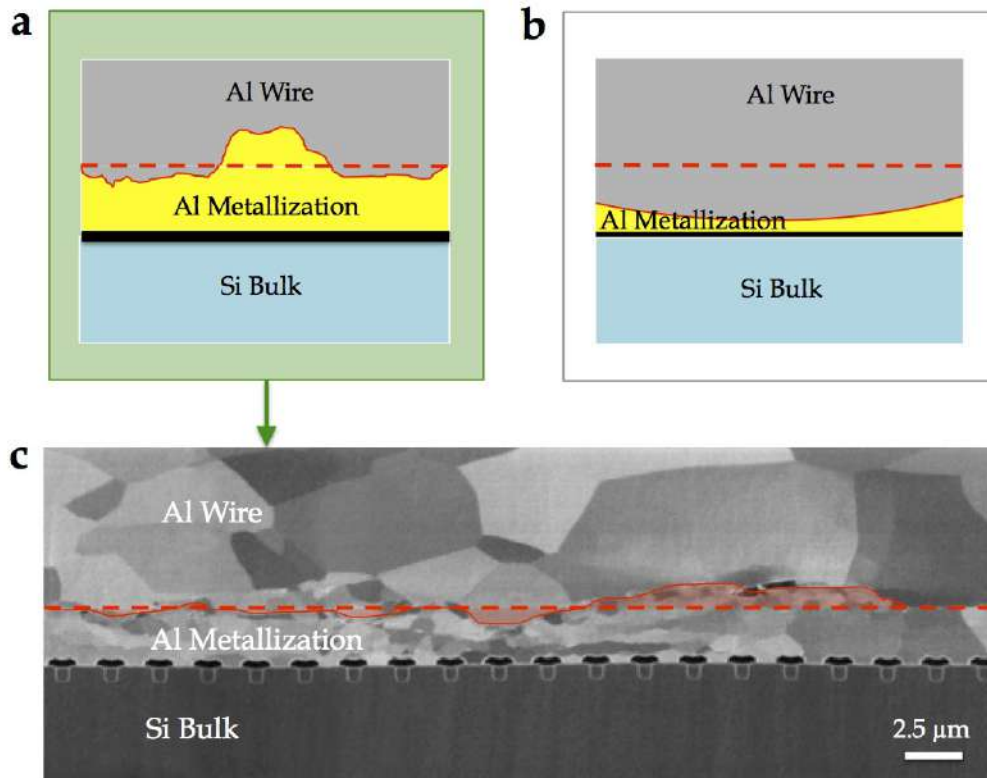 a
Al Wire
Al Metallization
Si Bulk
b
Al Wire
Al Metallization
Si Bulk
c
Al Wire
Al Metallization
Si Bulk
2.5 µm